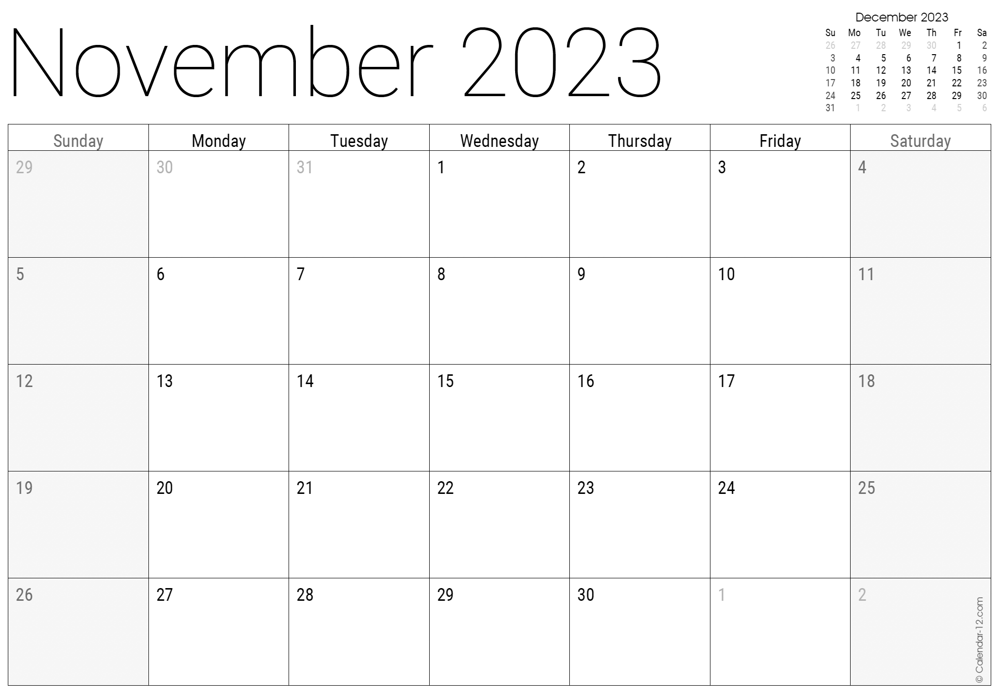 November 2023
December 2023
Su Mo Tu We Th Fr Sa
26 27 28 29 30 1 2
3 4 5 6 7 8 9
10 11 12 13 14 15 16
17 18 19 20 21 22 23
24 25 26 27 28 29 30
31 1 2 3 4 5 6
Sunday Monday Tuesday Wednesday Thursday Friday Saturday
29 30 31 1 2 3 4
5 6 7 8 9 10 11
12 13 14 15 16 17 18
19 20 21 22 23 24 25
26 27 28 29 30 1 2
© Calendar-12.com